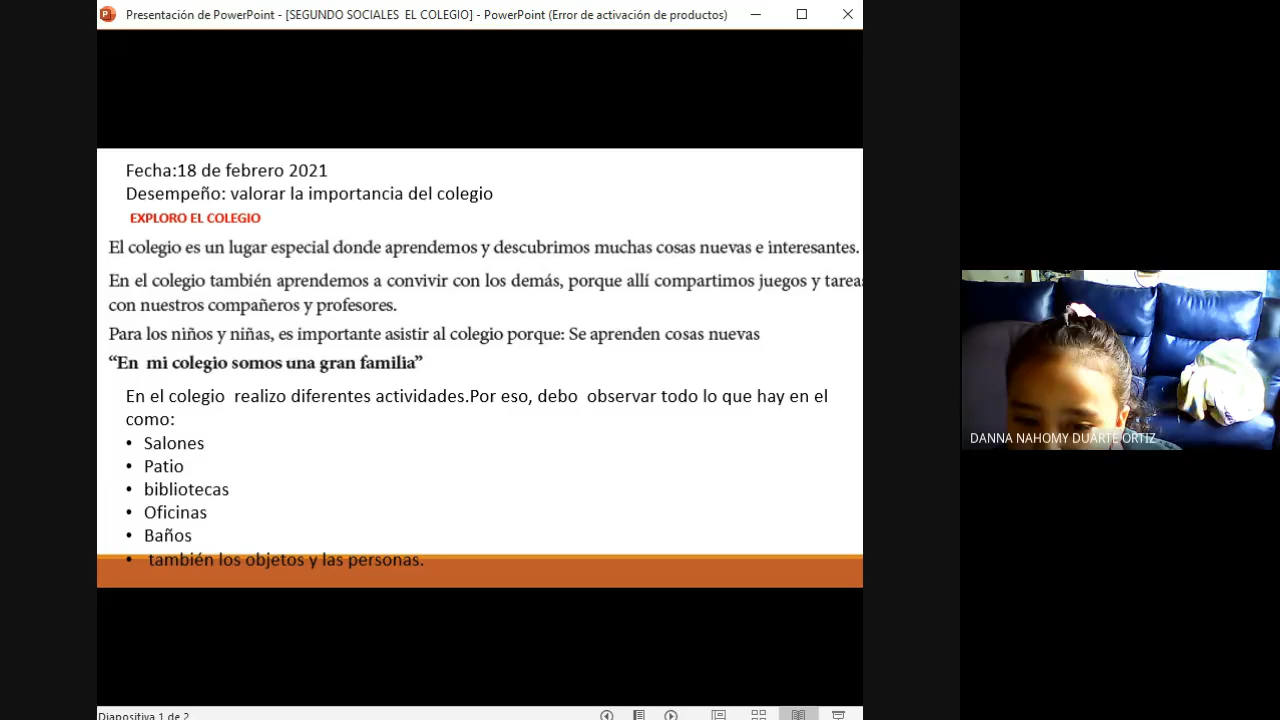 Presentación de PowerPoint - [SEGUNDO SOCIALES  EL COLEGIO] - PowerPoint (Error de activación de productos)
Fecha:18 de febrero 2021
Desempeño: valorar la importancia del colegio
EXPLORO EL COLEGIO
El colegio es un lugar especial donde aprendemos y descubrimos muchas cosas nuevas e interesantes.
En el colegio también aprendemos a convivir con los demás, porque allí compartimos juegos y tarea
con nuestros compañeros y profesores.
Para los niños y niñas, es importante asistir al colegio porque: Se aprenden cosas nuevas
“En  mi colegio somos una gran familia”
En el colegio  realizo diferentes actividades.Por eso, debo  observar todo lo que hay en el
como:
• Salones
• Patio
• bibliotecas
• Oficinas
• Baños
• también los objetos y las personas.
DANNA NAHOMY DUARTE ORTIZ
Diapositiva 1 de 2